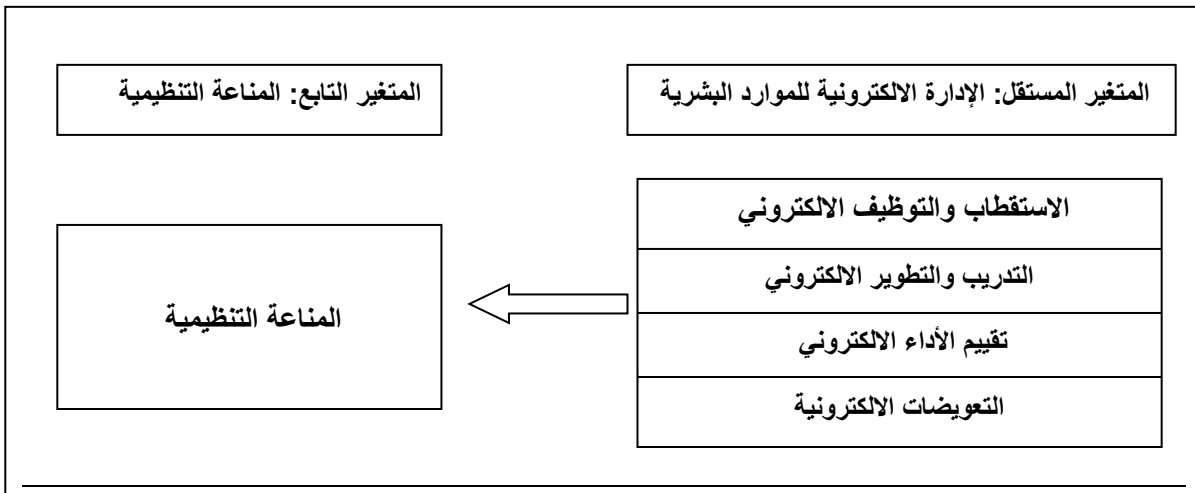 المتغير المستقل: الإدارة الالكترونية للموارد البشرية
المتغير التابع: المناعة التنظيمية
الاستقطاب والتوظيف الالكتروني
التدريب والتطوير الالكتروني
تقييم الأداء الالكتروني
التعويضات الالكترونية
المناعة التنظيمية